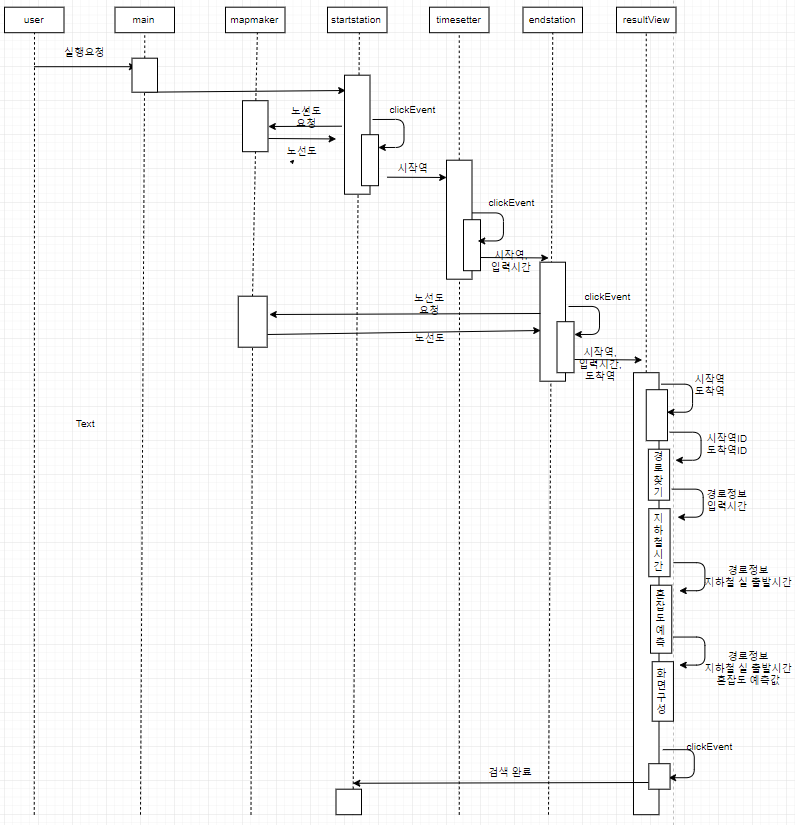 user
main
mapmaker
startstation
timesetter
endstation
resultView
실행요청
노선도
요청
clickEvent
노선도
시작역
clickEvent
시작역,
입력시간
노선도
요청
clickEvent
노선도
시작역,
입력시간,
도착역
시작역
도착역
Text
시작역ID
도착역ID
경
로
찾
기
경로정보
입력시간
지
하
철
시
간
경로정보
지하철 실 출발시간
혼
잡
도
예
측
경로정보
지하철 실 출발시간
혼잡도 예측값
화
면
구
성
clickEvent
검색 완료